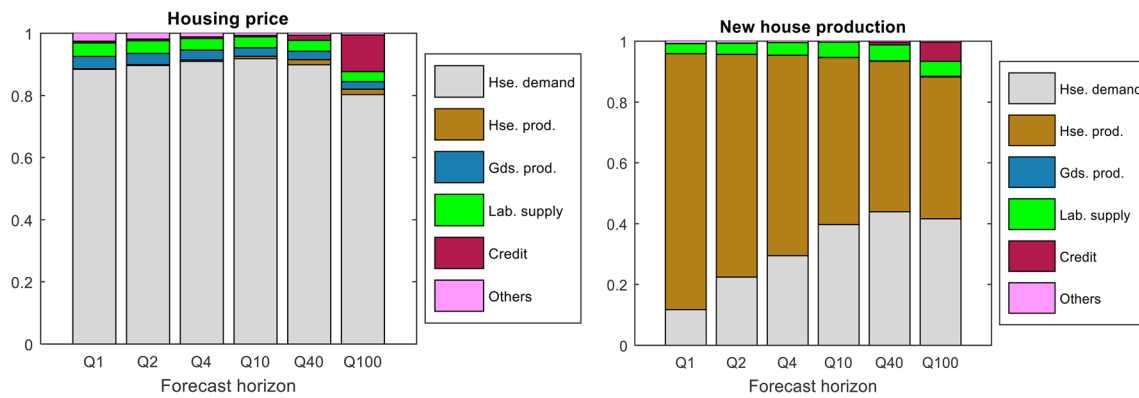 Housing price
1
0.8
0.6
0.4
0.2
0
Q1 Q2 Q4 Q10 Q40 Q100
Forecast horizon
Hse. demand
Hse. prod.
Gds. prod.
Lab. supply
Credit
Others
New house production
1
0.8
0.6
0.4
0.2
0
Q1 Q2 Q4 Q10 Q40 Q100
Forecast horizon
Hse. demand
Hse. prod.
Gds. prod.
Lab. supply
Credit
Others